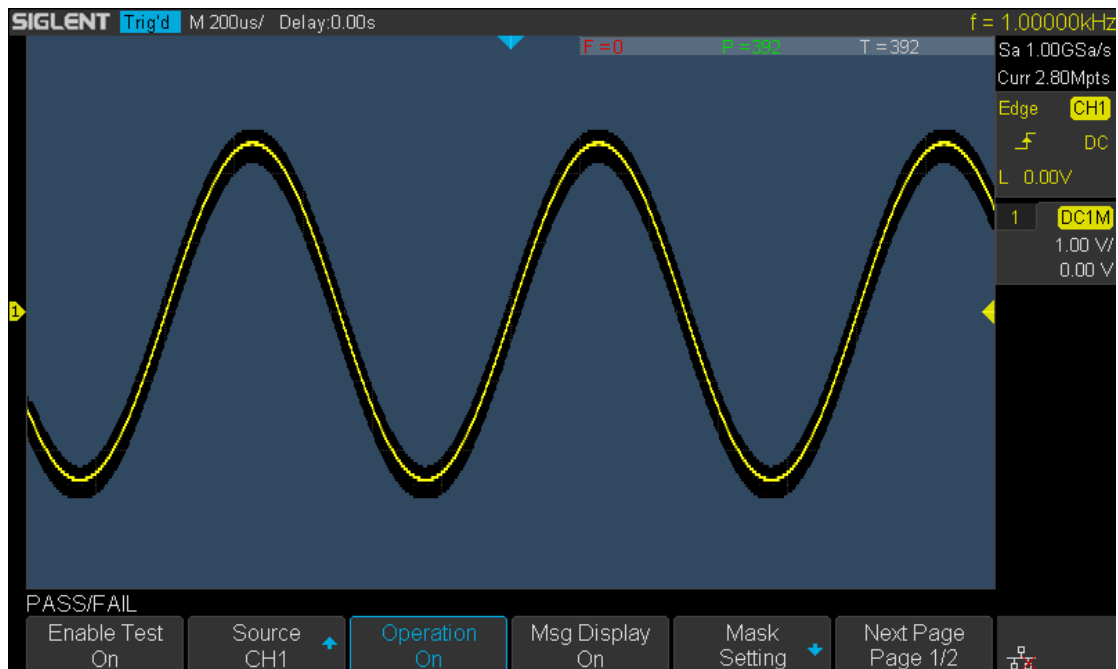 SIGLENT Trig'd M 200us/ Delay:0.00s f = 1.00000kHz
F =0 P =392 T =392
Sa 1.00GSa/s
Curr 2.80Mpts
Edge CH1
DC
L 0.00V
1 DC1M
1.00 V/
0.00 V
1
PASS/FAIL
Enable Test
On
Source
CH1
Operation
On
Msg Display
On
Mask
Setting
Next Page
Page 1/2